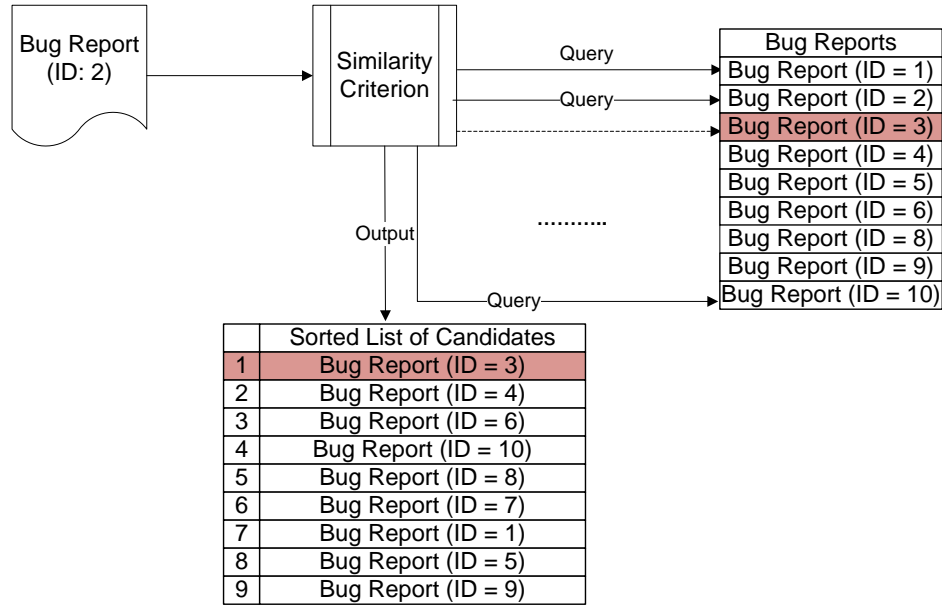 Bug Report
(ID: 2)
Similarity
Criterion
Query
Query
Bug Reports
Bug Report (ID = 1)
Bug Report (ID = 2)
Bug Report (ID = 3)
Bug Report (ID = 4)
Bug Report (ID = 5)
Bug Report (ID = 6)
Bug Report (ID = 8)
Bug Report (ID = 9)
Bug Report (ID = 10)
………..
Output
Query
Sorted List of Candidates
1 Bug Report (ID = 3)
2 Bug Report (ID = 4)
3 Bug Report (ID = 6)
4 Bug Report (ID = 10)
5 Bug Report (ID = 8)
6 Bug Report (ID = 7)
7 Bug Report (ID = 1)
8 Bug Report (ID = 5)
9 Bug Report (ID = 9)